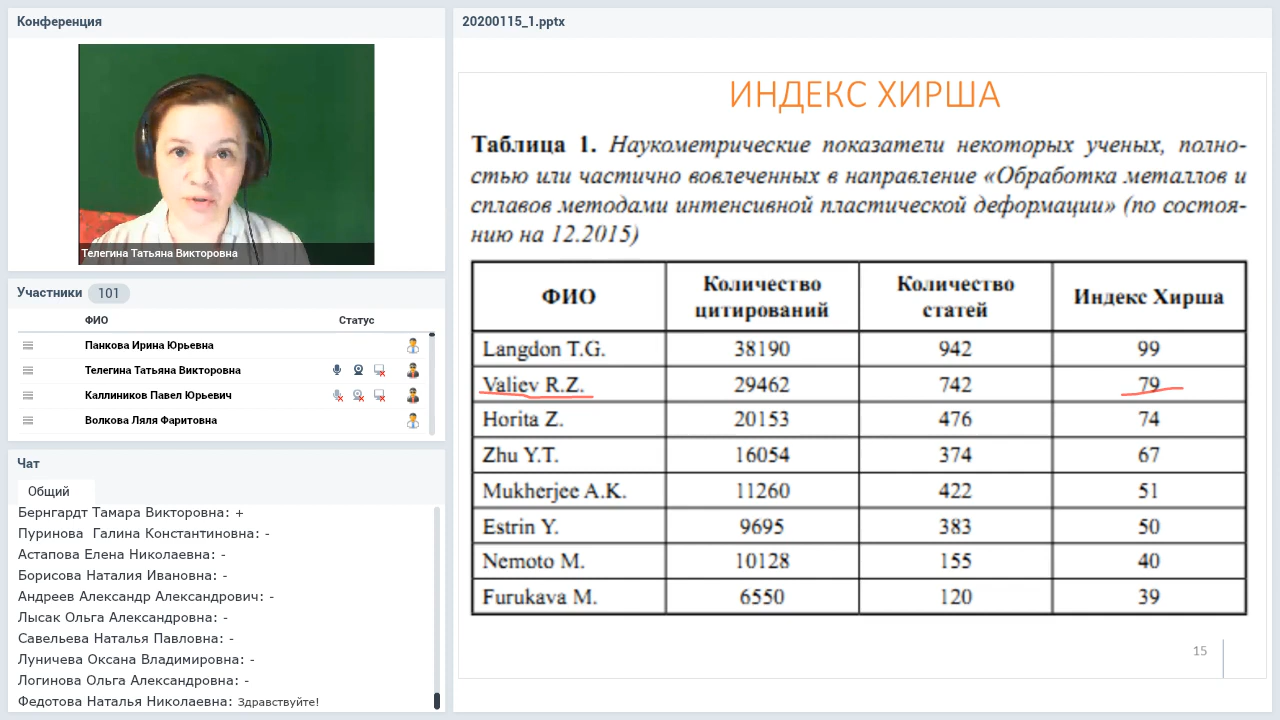 Конференция
Телегина Татьяна Викторовна
Участники 101
ФИО Статус
Панкова Ирина Юрьевна
Телегина Татьяна Викторовна
Каллиников Павел Юрьевич
Волкова Ляля Фаритовна
Чат
Общий
Бернгардт Тамара Викторовна: +
Пуринова Галина Константиновна: -
Астапова Елена Николаевна: -
Борисова Наталия Ивановна: -
Андреев Александр Александрович: -
Лысак Ольга Александровна: -
Савельева Наталья Павловна: -
Луничева Оксана Владимировна: -
Логинова Ольга Александровна: -
Федотова Наталья Николаевна: Здравствуйте!
20200115_1.pptx
ИНДЕКС ХИРША
Таблица 1. Наукометрические показатели некоторых ученых, полно-
стью или частично вовлеченных в направление «Обработка металлов и
сплавов методами интенсивной пластической деформации» (по состоя-
нию на 12.2015)
ФИО Количество цитирований Количество статей Индекс Хирша
Langdon T.G. 38190 942 99
Valiev R.Z. 29462 742 79
Horita Z. 20153 476 74
Zhu Y.T. 16054 374 67
Mukherjee A.K. 11260 422 51
Estrin Y. 9695 383 50
Nemoto M. 10128 155 40
Furukava M. 6550 120 39
15